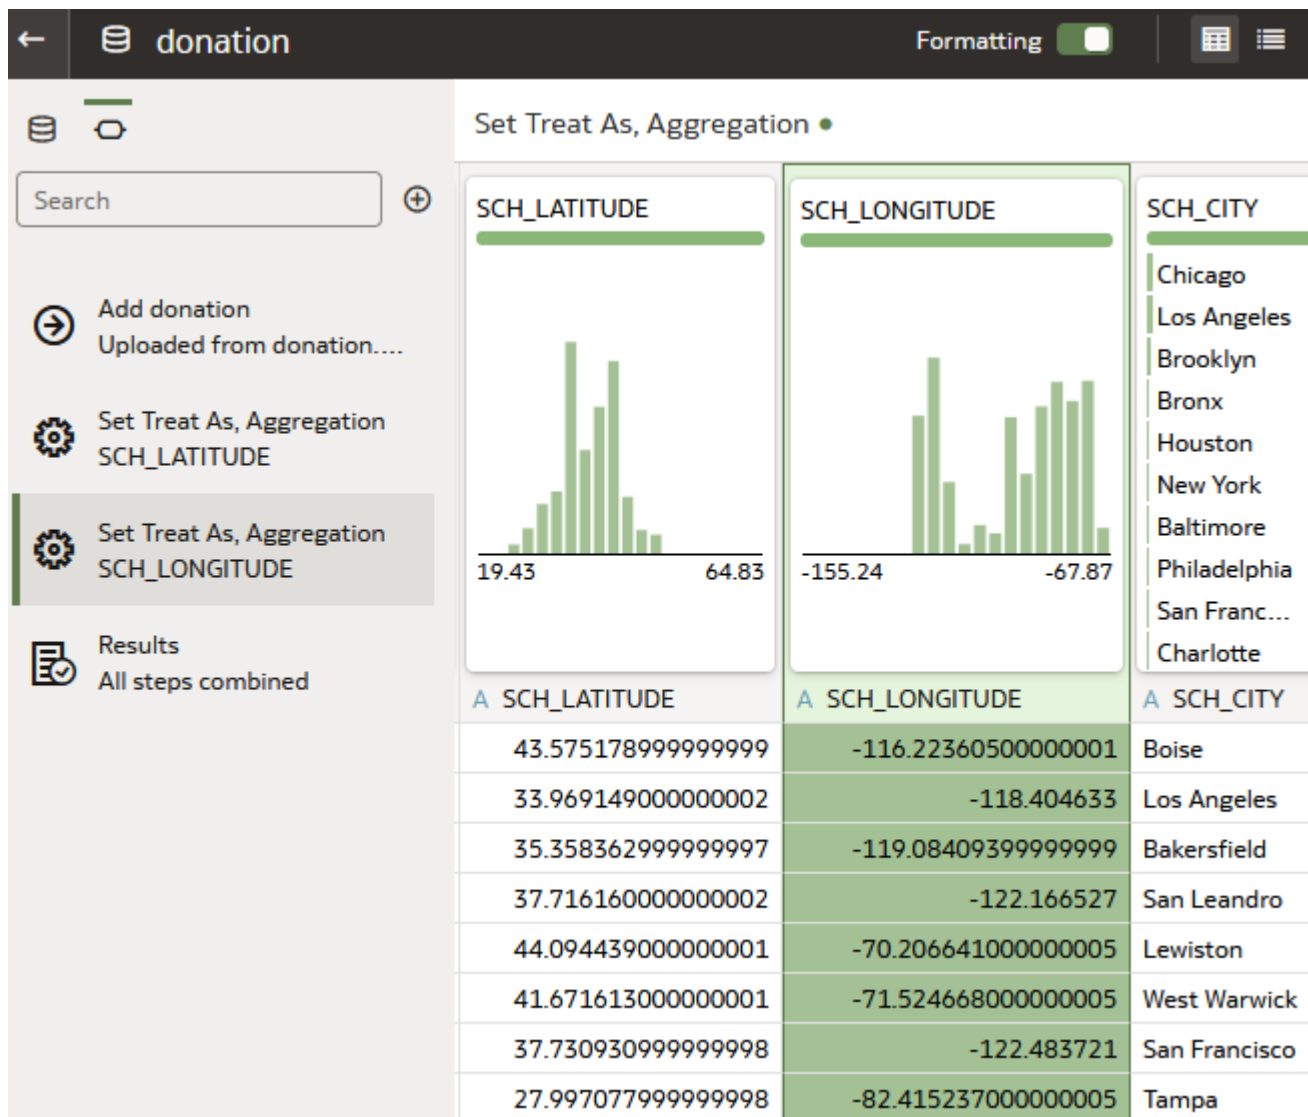 donation
Formatting
Set Treat As, Aggregation
Search
Add donation
Uploaded from donation....
Set Treat As, Aggregation
SCH_LATITUDE
Set Treat As, Aggregation
SCH_LONGITUDE
Results
All steps combined
SCH_LATITUDE
19.43 64.83
SCH_LONGITUDE
-155.24 -67.87
SCH_CITY
Chicago
Los Angeles
Brooklyn
Bronx
Houston
New York
Baltimore
Philadelphia
San Franc...
Charlotte
A SCH_LATITUDE A SCH_LONGITUDE A SCH_CITY
43.575178999999999 -116.22360500000001 Boise
33.969149000000002 -118.404633 Los Angeles
35.358362999999997 -119.08409399999999 Bakersfield
37.716160000000002 -122.166527 San Leandro
44.094439000000001 -70.206641000000005 Lewiston
41.671613000000001 -71.524668000000005 West Warwick
37.730930999999998 -122.483721 San Francisco
27.997077999999998 -82.415237000000005 Tampa